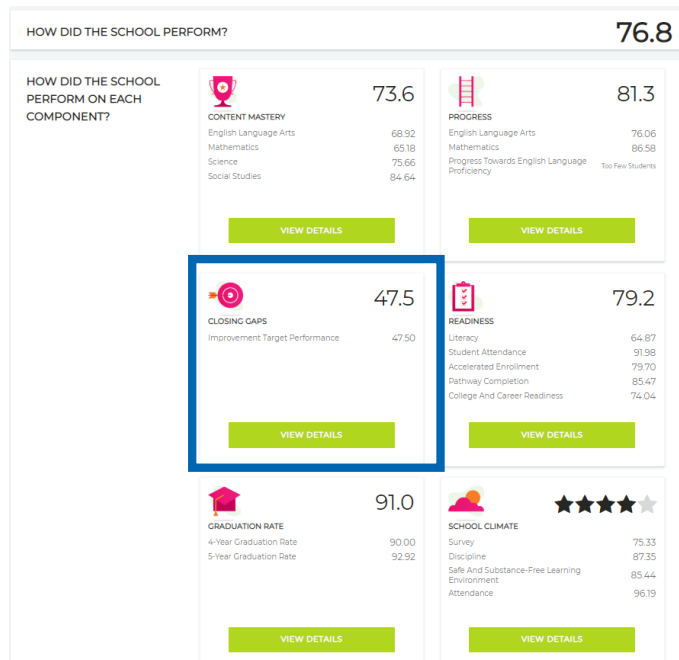 HOW DID THE SCHOOL PERFORM?
76.8
HOW DID THE SCHOOL
PERFORM ON EACH
COMPONENT?
73.6
CONTENT MASTERY
English Language Arts 68.92
Mathematics 65.18
Science 75.66
Social Studies 84.64
VIEW DETAILS
81.3
PROGRESS
English Language Arts 76.06
Mathematics 86.58
Progress Towards English Language
Proficiency
Too Few Students
VIEW DETAILS
47.5
CLOSING GAPS
Improvement Target Performance 47.50
VIEW DETAILS
79.2
READINESS
Literacy 64.87
Student Attendance 91.98
Accelerated Enrollment 79.70
Pathway Completion 85.47
College And Career Readiness 74.04
VIEW DETAILS
91.0
GRADUATION RATE
4-Year Graduation Rate 90.00
5-Year Graduation Rate 92.92
VIEW DETAILS
SCHOOL CLIMATE
Survey 75.33
Discipline 87.35
Safe And Substance-Free Learning
Environment
85.44
Attendance 96.19
VIEW DETAILS